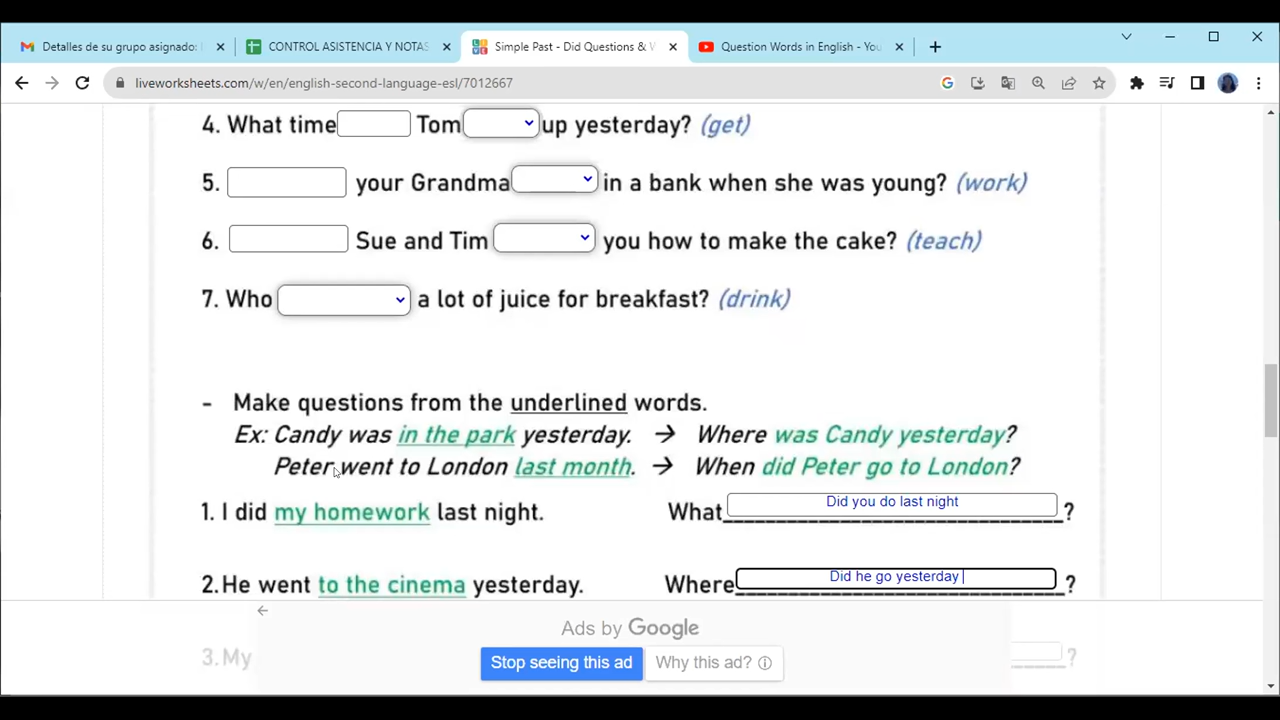 Detalles de su grupo asignado:
CONTROL ASISTENCIA Y NOTAS
Simple Past - Did Questions &
Question Words in English - You
liveworksheets.com/w/en/english-second-language-esl/7012667
4. What time Tom up yesterday? (get)
5. your Grandma in a bank when she was young? (work)
6. Sue and Tim you how to make the cake? (teach)
7. Who a lot of juice for breakfast? (drink)
- Make questions from the underlined words.
Ex: Candy was in the park yesterday. → Where was Candy yesterday?
Peter went to London last month. → When did Peter go to London?
1. I did my homework last night. What Did you do last night ?
2.He went to the cinema yesterday. Where Did he go yesterday ?
3.My ?
Ads by Google
Stop seeing this ad Why this ad?